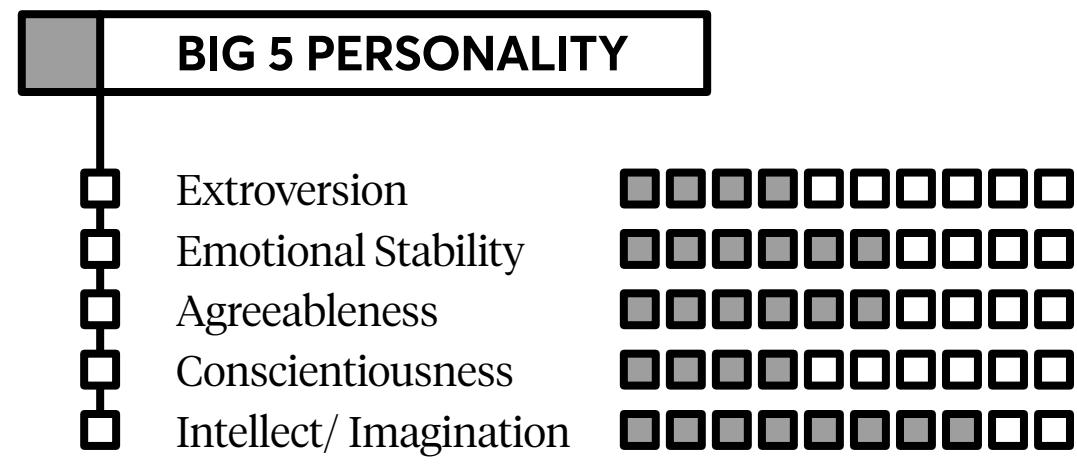 BIG 5 PERSONALITY
Extroversion
Emotional Stability
Agreeableness
Conscientiousness
Intellect/ Imagination